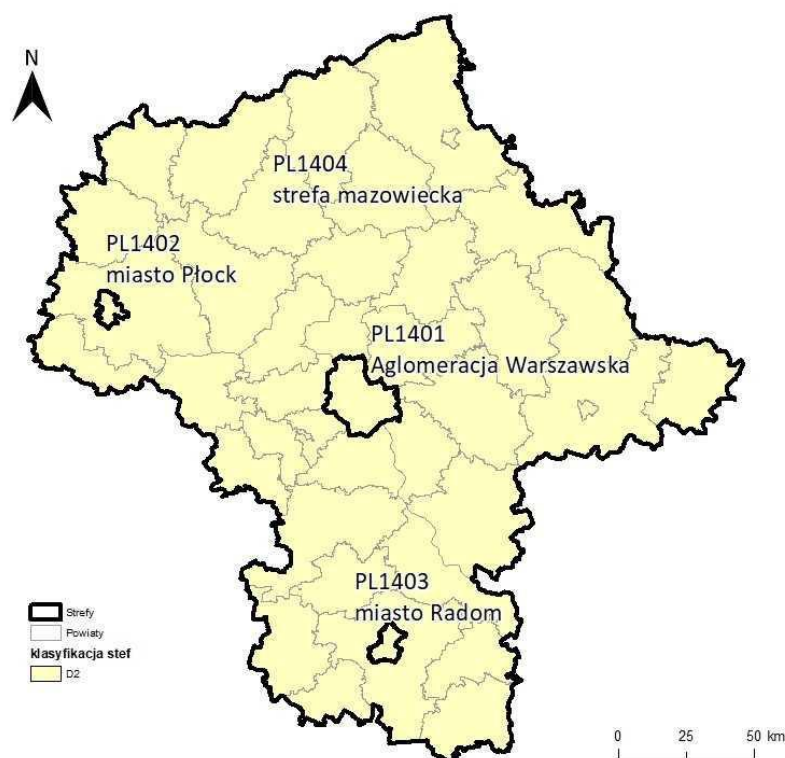 N
PL1404
strefa mazowiecka
PL1402
miasto Płock
PL1401
Aglomeracja Warszawska
PL1403
miasto Radom
Strefy
Powiaty
klasyfikacja stef
D2
0 25 50 km